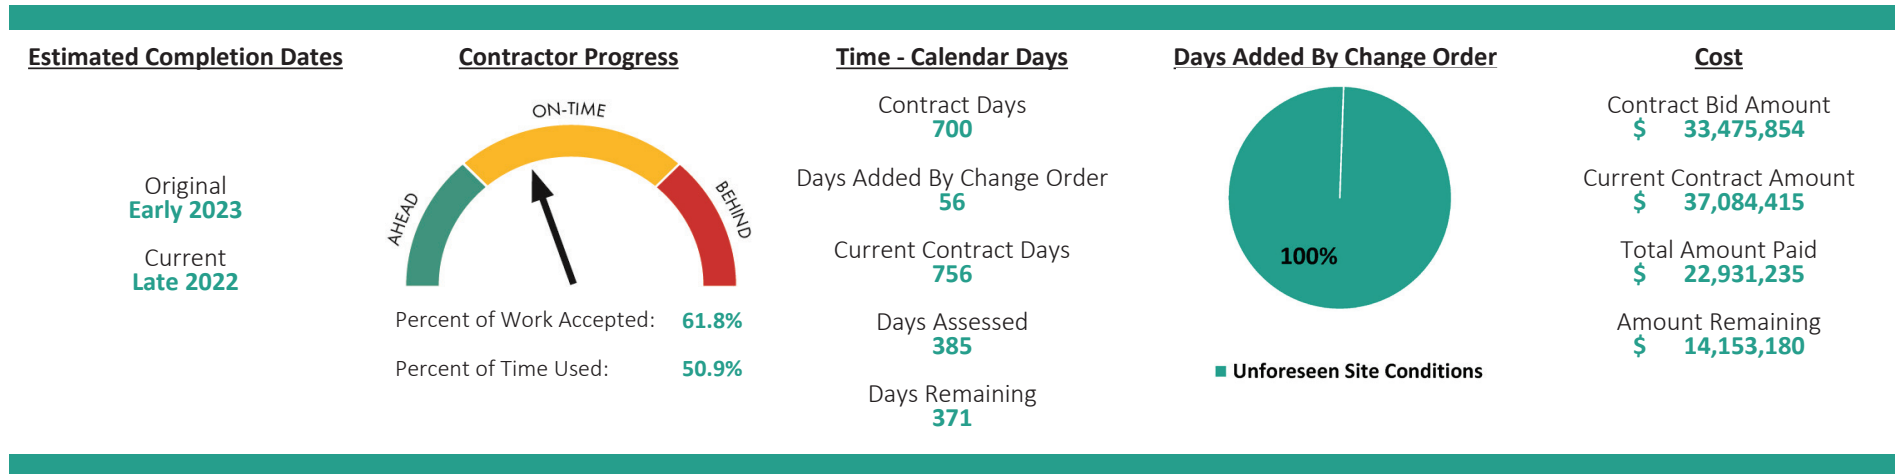 Estimated Completion Dates
Original
Early 2023
Current
Late 2022
Contractor Progress
ON-TIME
AHEAD
BEHIND
Percent of Work Accepted: 61.8%
Percent of Time Used: 50.9%
Time - Calendar Days
Contract Days
700
Days Added By Change Order
56
Current Contract Days
756
Days Assessed
385
Days Remaining
371
Days Added By Change Order
100%
Unforeseen Site Conditions
Cost
Contract Bid Amount
$ 33,475,854
Current Contract Amount
$ 37,084,415
Total Amount Paid
$ 22,931,235
Amount Remaining
$ 14,153,180